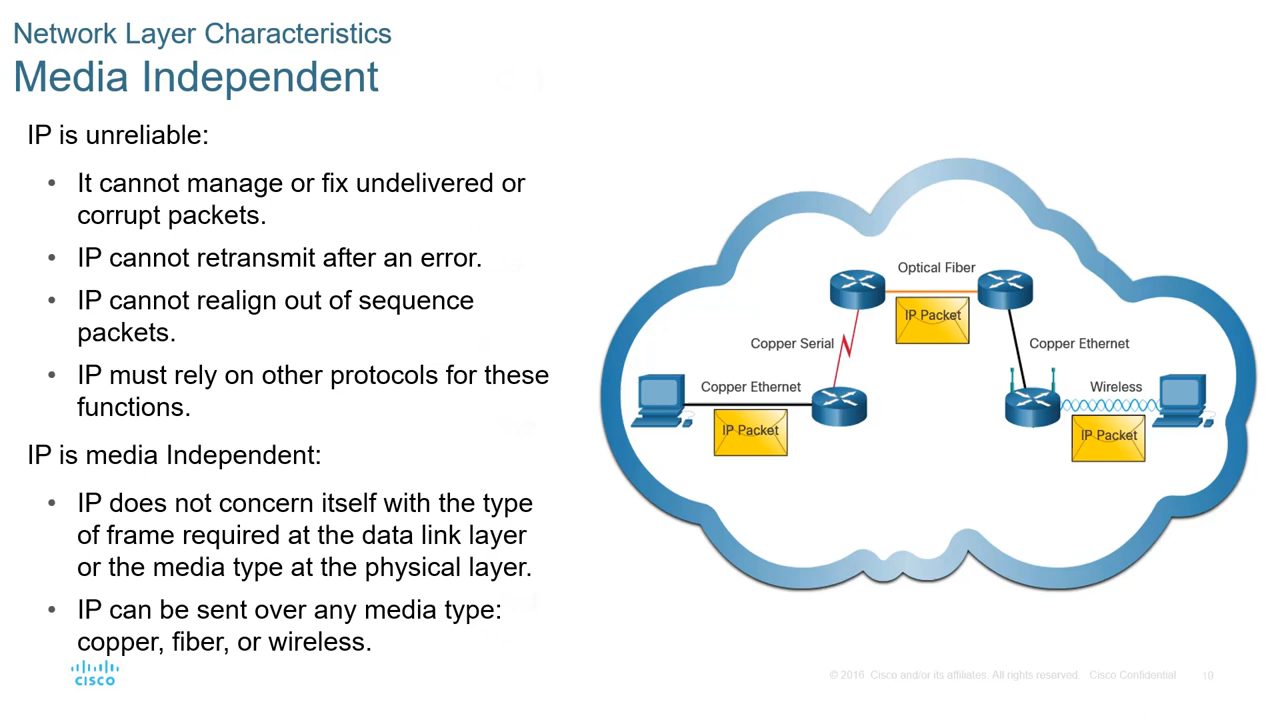 Network Layer Characteristics
Media Independent
IP is unreliable:
• It cannot manage or fix undelivered or
corrupt packets.
• IP cannot retransmit after an error.
• IP cannot realign out of sequence
packets.
• IP must rely on other protocols for these
functions.
IP is media Independent:
• IP does not concern itself with the type
of frame required at the data link layer
or the media type at the physical layer.
• IP can be sent over any media type:
copper, fiber, or wireless.
Optical Fiber
IP Packet
Copper Serial
Copper Ethernet
Copper Ethernet
Wireless
IP Packet
IP Packet
CISCO
© 2016 Cisco and/or its affiliates. All rights reserved. Cisco Confidential
10